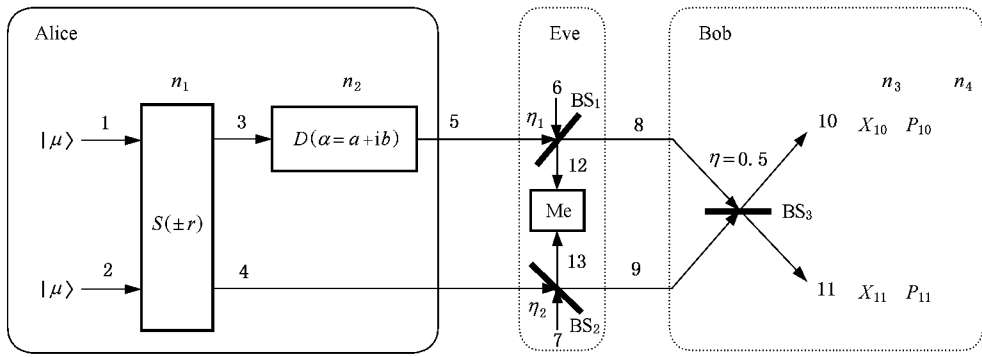 Alice
Eve
Bob
n₁
n₂
n₃
n₄
|μ⟩
1
3
D(α=a+ib)
5
6
BS₁
η₁
8
10
X₁₀
P₁₀
12
η=0.5
S(±r)
Me
BS₃
|μ⟩
2
4
13
9
11
X₁₁
P₁₁
η₂
BS₂
7